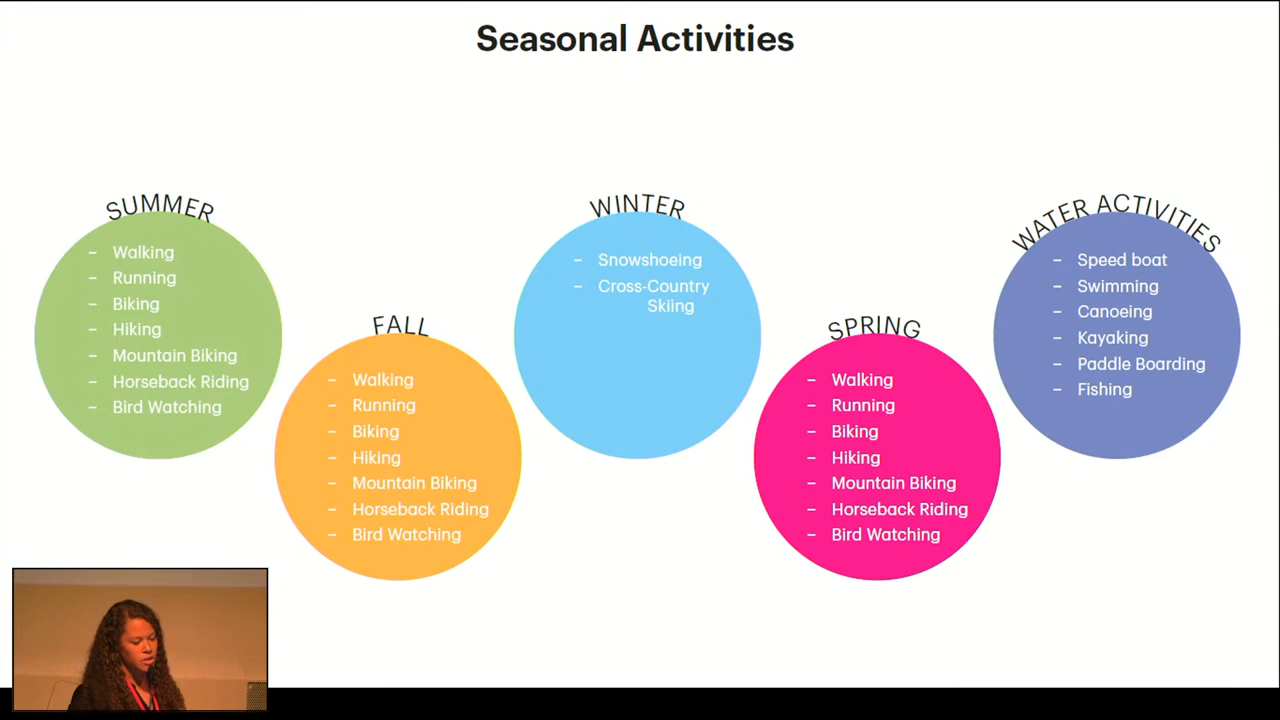 Seasonal Activities
SUMMER
– Walking
– Running
– Biking
– Hiking
– Mountain Biking
– Horseback Riding
– Bird Watching
FALL
– Walking
– Running
– Biking
– Hiking
– Mountain Biking
– Horseback Riding
– Bird Watching
WINTER
– Snowshoeing
– Cross-Country
Skiing
SPRING
– Walking
– Running
– Biking
– Hiking
– Mountain Biking
– Horseback Riding
– Bird Watching
WATER ACTIVITIES
– Speed boat
– Swimming
– Canoeing
– Kayaking
– Paddle Boarding
– Fishing